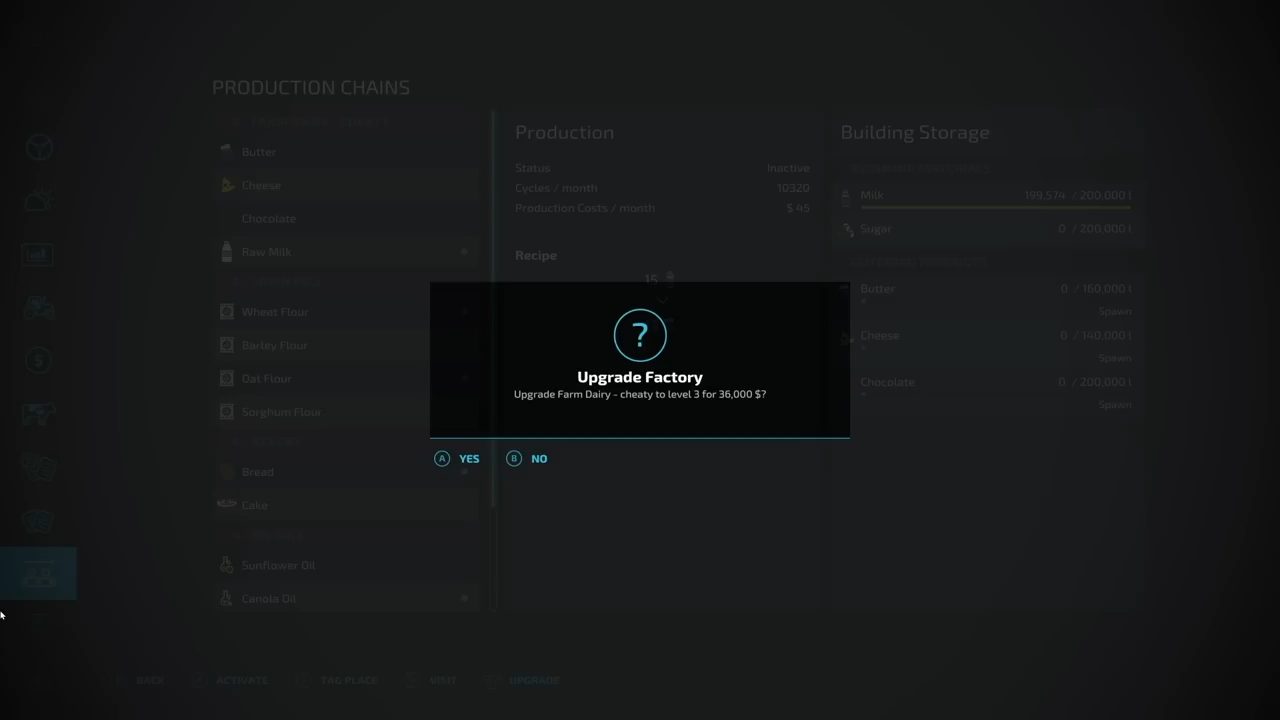 PRODUCTION CHAINS
Butter
Cheese
Chocolate
Raw Milk
Wheat Flour
Barley Flour
Oat Flour
Sorghum Flour
Bread
Cake
Sunflower Oil
Canola Oil
Production
Status Inactive
Cycles / month 10320
Production Costs / month $ 45
Recipe
15
Building Storage
Milk 199,574 / 200,000 l
Sugar 0 / 200,000 l
Butter 0 / 160,000 l
Spawn
Cheese 0 / 140,000 l
Spawn
Chocolate 0 / 200,000 l
Spawn
?
Upgrade Factory
Upgrade Farm Dairy - cheaty to level 3 for 36,000 $?
A YES B NO
$
BACK ACTIVATE TAG PLACE VISIT UPGRADE